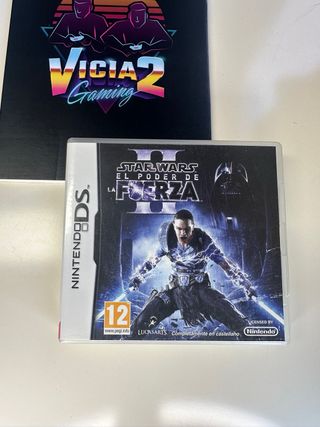 VICIA2
Gaming
NINTENDO DS
II
STAR WARS
EL PODER DE
LA FUERZA
12
www.pegi.info
LUCASARTS
Completamente en castellano
LICENSED BY
Nintendo